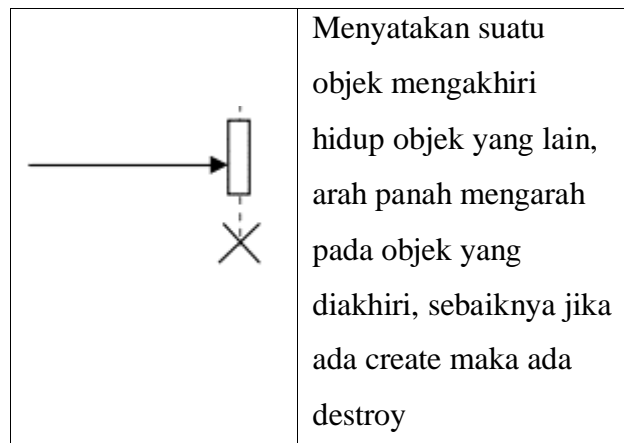 Menyatakan suatu
objek mengakhiri
hidup objek yang lain,
arah panah mengarah
pada objek yang
diakhiri, sebaiknya jika
ada create maka ada
destroy